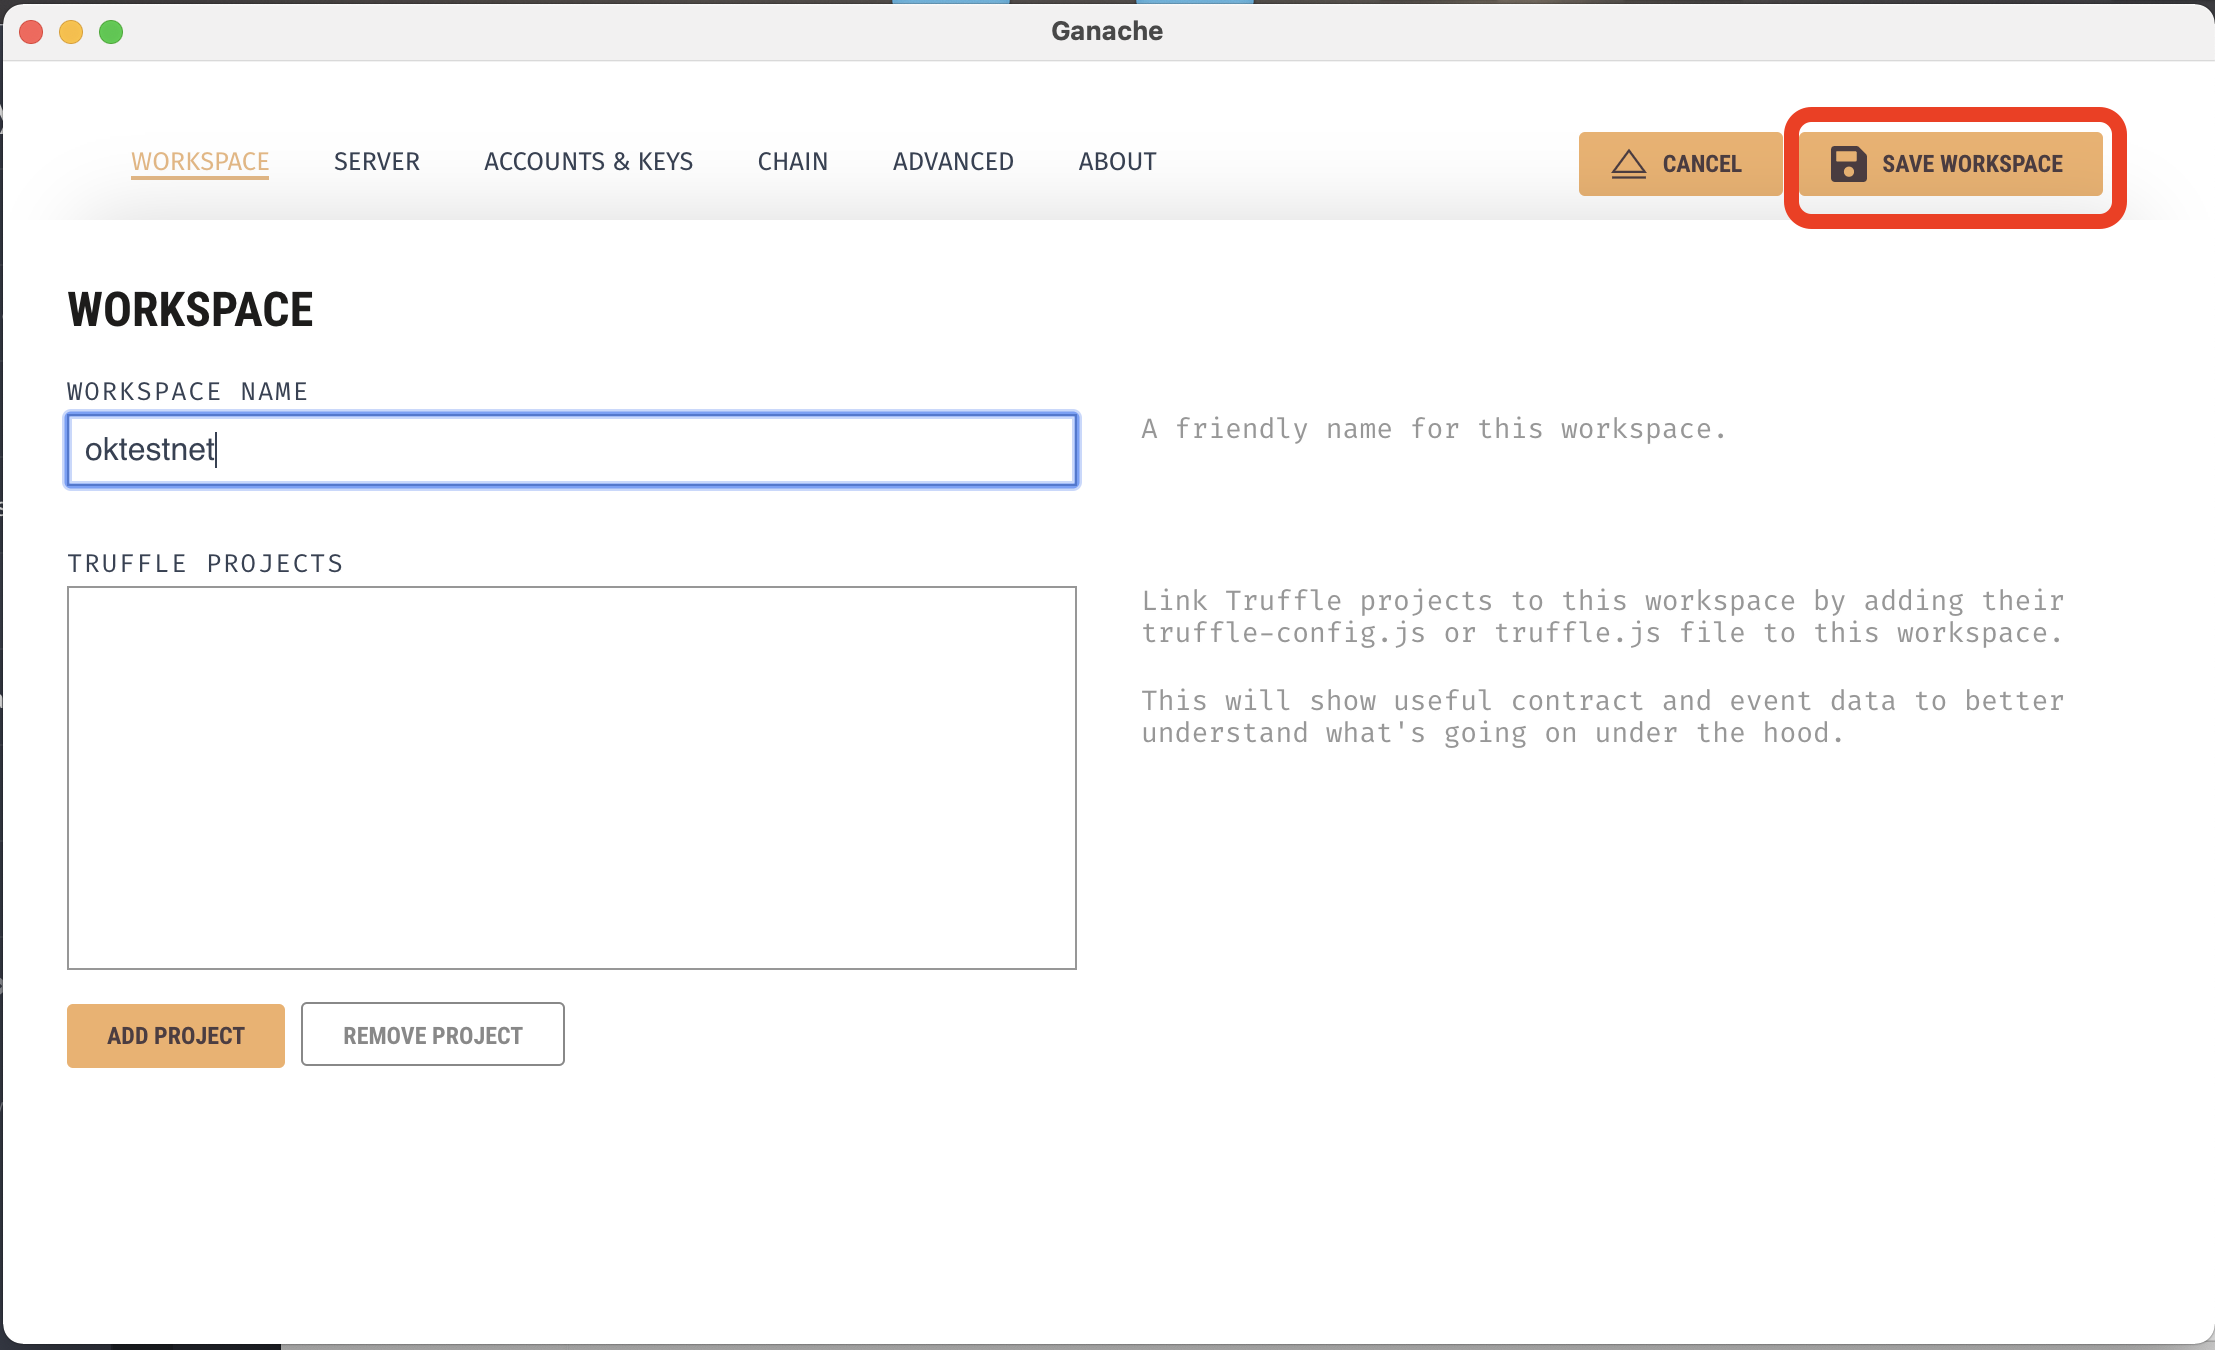 Ganache
WORKSPACE SERVER ACCOUNTS & KEYS CHAIN ADVANCED ABOUT CANCEL SAVE WORKSPACE
WORKSPACE
WORKSPACE NAME
oktestnet
A friendly name for this workspace.
TRUFFLE PROJECTS
Link Truffle projects to this workspace by adding their
truffle-config.js or truffle.js file to this workspace.
This will show useful contract and event data to better
understand what's going on under the hood.
ADD PROJECT REMOVE PROJECT